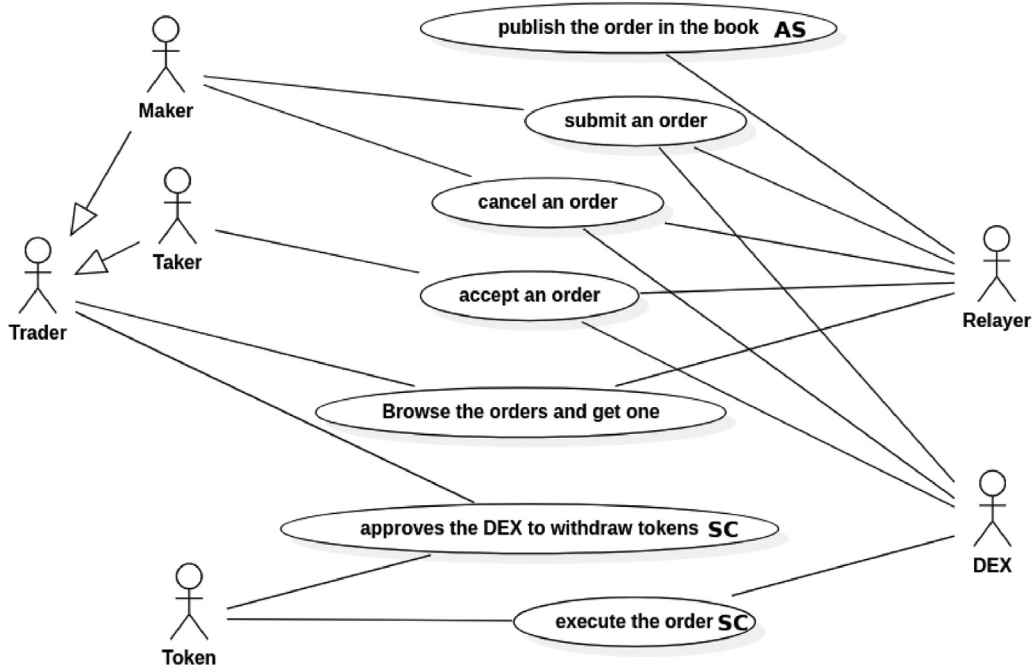 publish the order in the book AS
Maker
submit an order
cancel an order
Taker
accept an order
Trader
Relayer
Browse the orders and get one
approves the DEX to withdraw tokens SC
DEX
execute the order SC
Token